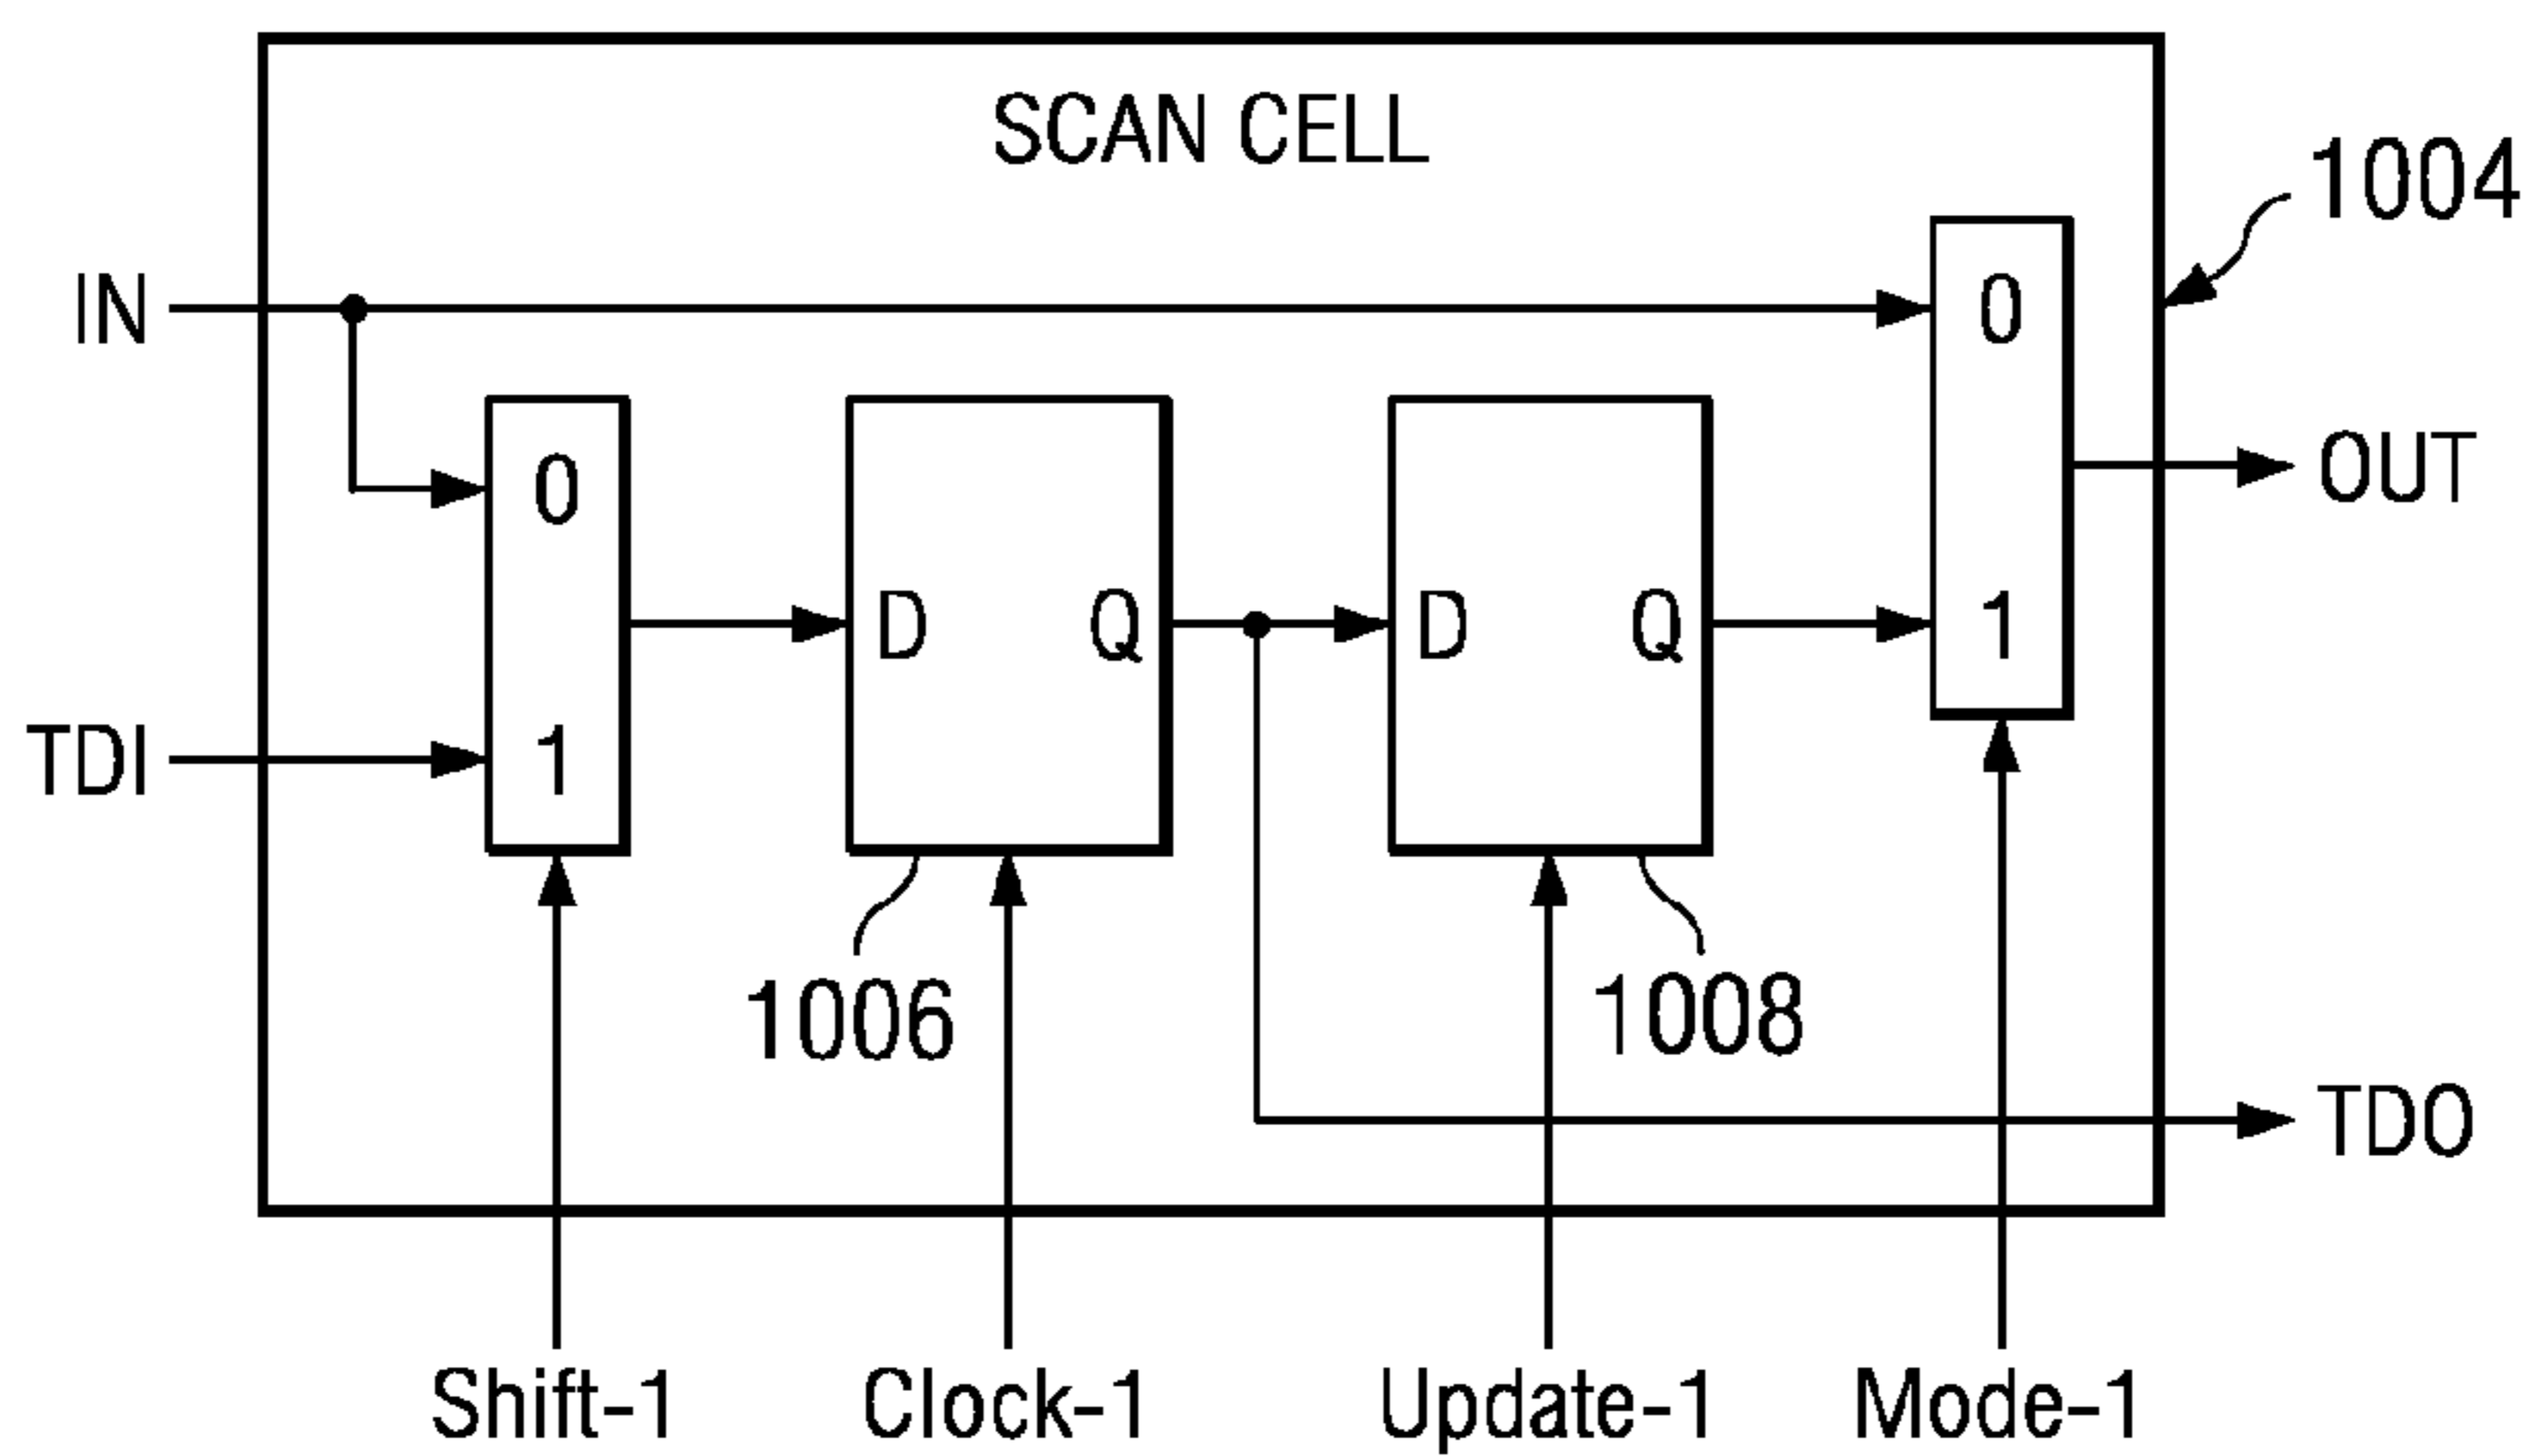 SCAN CELL
1004
IN
0
0
OUT
D Q D Q
1
TDI
1
1006
1008
TDO
Shift-1 Clock-1 Update-1 Mode-1